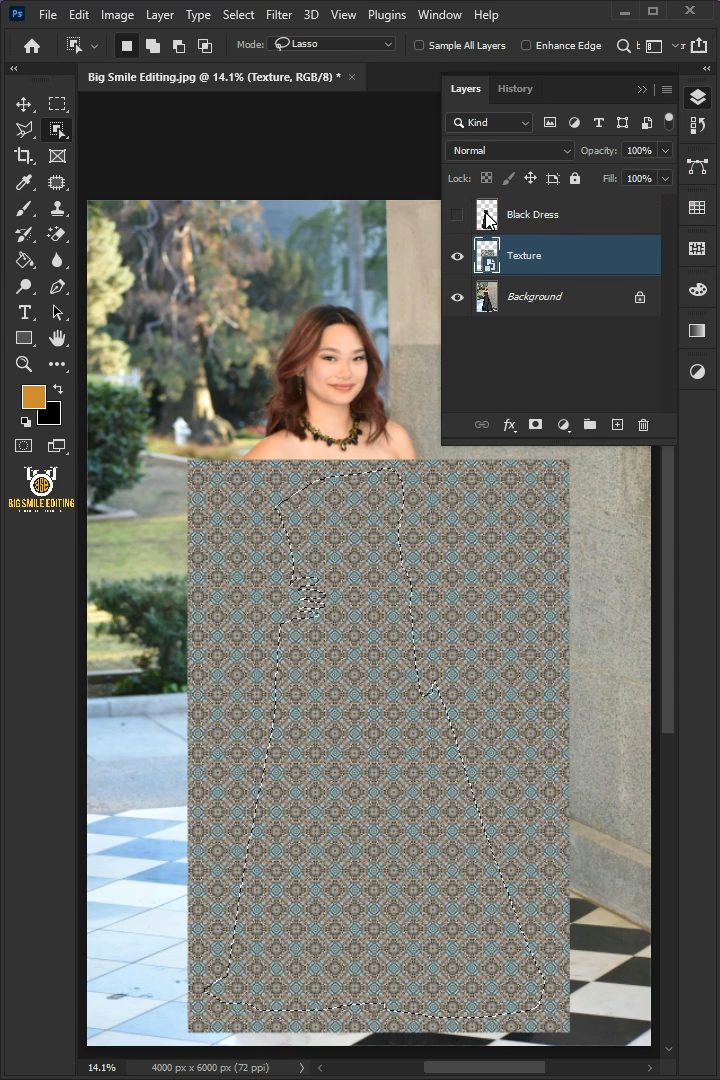 Ps File Edit Image Layer Type Select Filter 3D View Plugins Window Help
Mode: Lasso Sample All Layers Enhance Edge
Big Smile Editing.jpg @ 14.1% (Texture, RGB/8) *
Layers History
Kind
Normal Opacity: 100%
Lock: Fill: 100%
Black Dress
Texture
Background
fx
BIG SMILE EDITING
14.1% 4000 px x 6000 px (72 ppi)